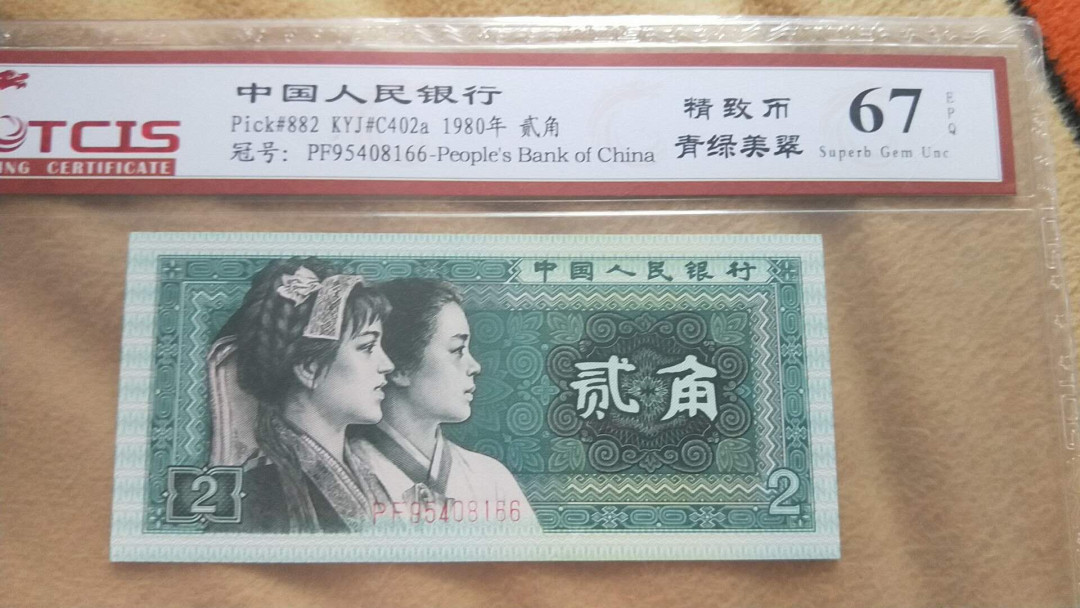 中国人民银行
Pick#882 KYJ#C402a 1980年 贰角
冠号: PF95408166-People's Bank of China
TCIS
ING CERTIFICATE
精致币
青绿美翠
67
EPQ
Superb Gem Unc
中国人民银行
贰角
2
PF95408166
2